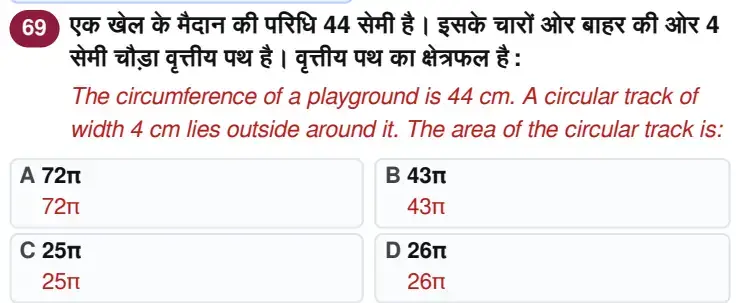 69 एक खेल के मैदान की परिधि 44 सेमी है। इसके चारों ओर बाहर की ओर 4
सेमी चौड़ा वृत्तीय पथ है। वृत्तीय पथ का क्षेत्रफल है :
The circumference of a playground is 44 cm. A circular track of
width 4 cm lies outside around it. The area of the circular track is:
A 72π
72π
B 43π
43π
C 25π
25π
D 26π
26π